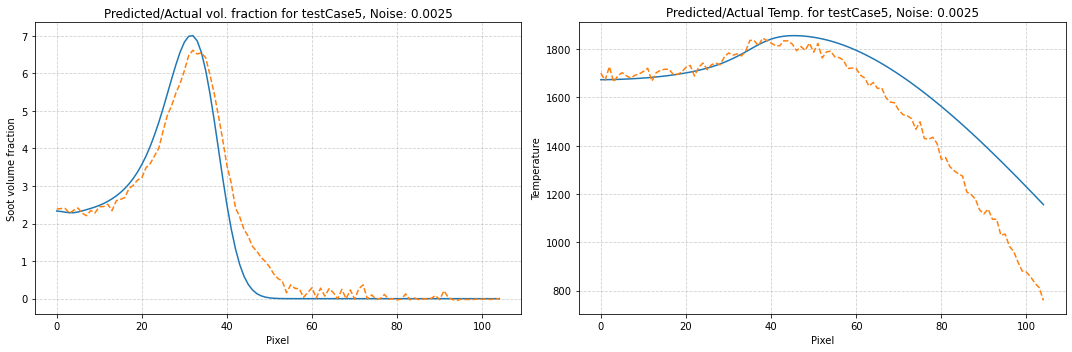 Predicted/Actual vol. fraction for testCase5, Noise: 0.0025
7
6
5
4
3
2
1
0
Soot volume fraction
0 20 40 60 80 100
Pixel
Predicted/Actual Temp. for testCase5, Noise: 0.0025
1800
1600
1400
1200
1000
800
Temperature
0 20 40 60 80 100
Pixel